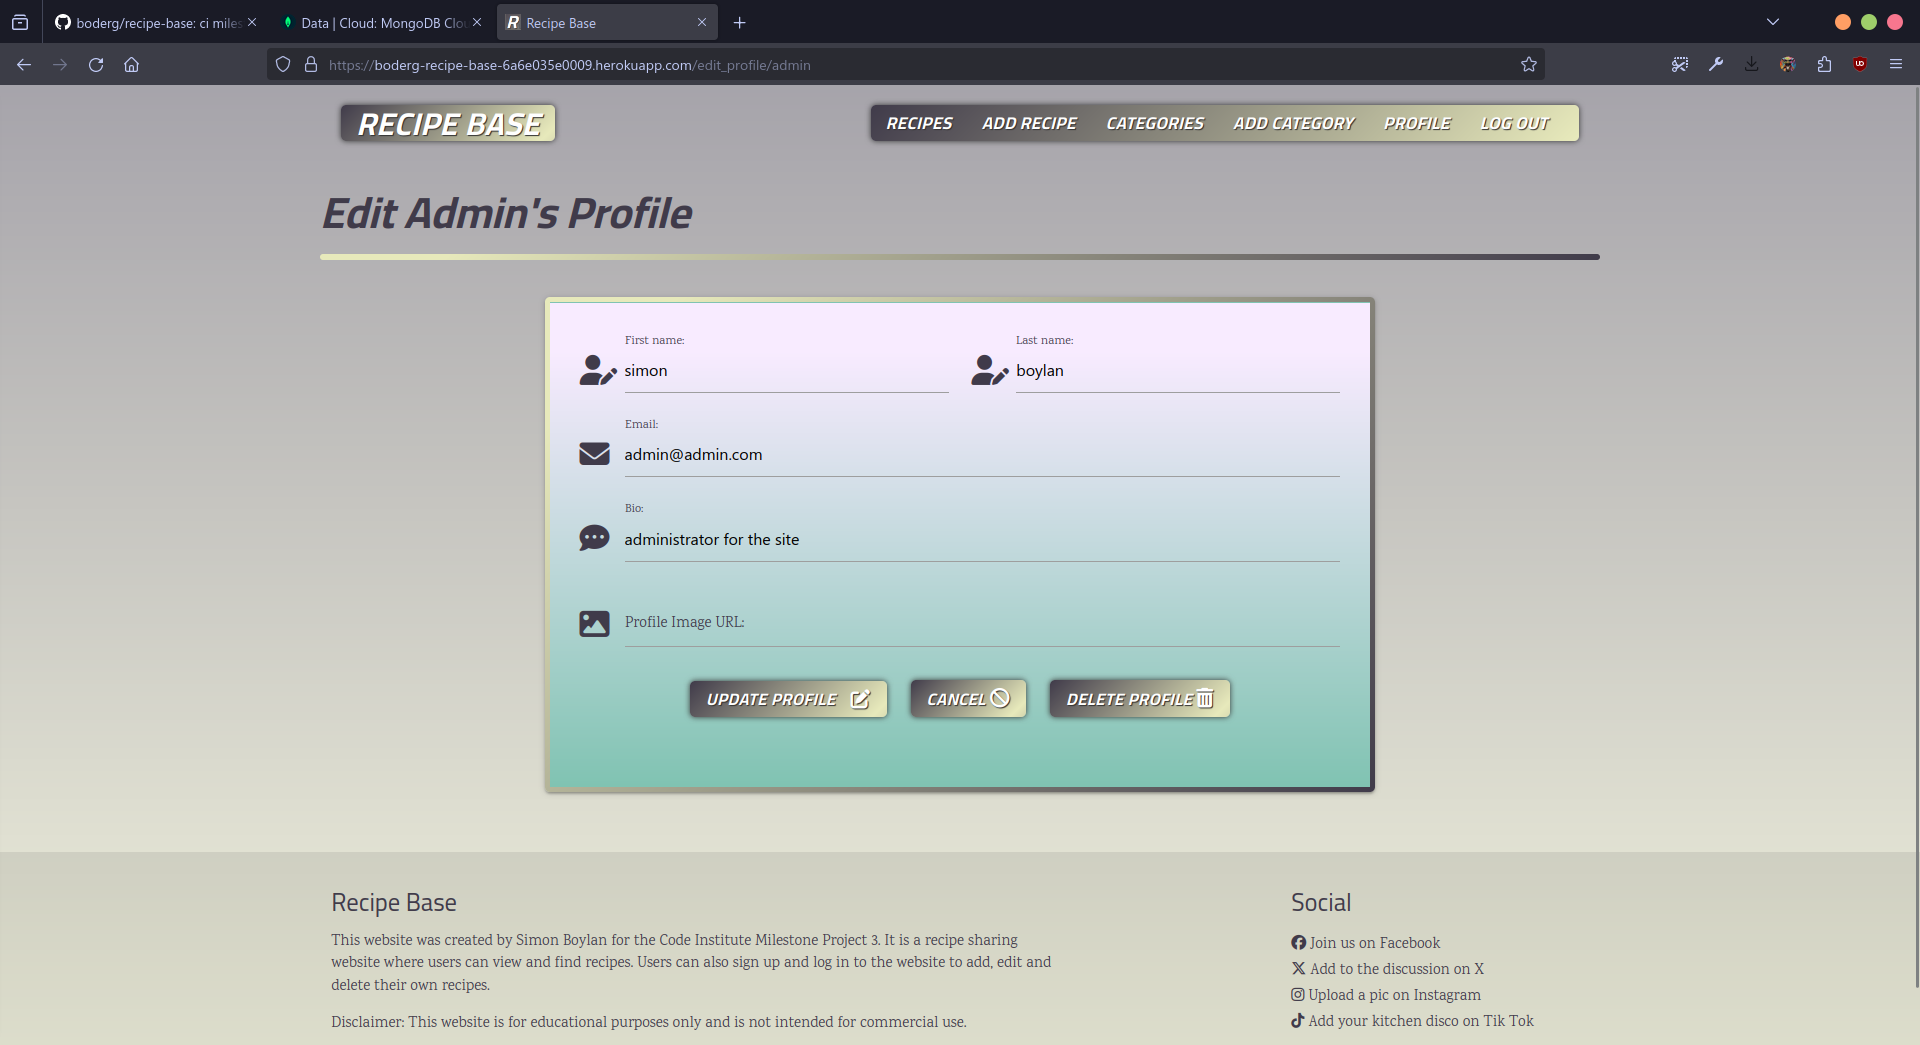 boderg/recipe-base: ci miles
Data | Cloud: MongoDB Clo
Recipe Base
https://boderg-recipe-base-6a6e035e0009.herokuapp.com/edit_profile/admin
RECIPE BASE
RECIPES ADD RECIPE CATEGORIES ADD CATEGORY PROFILE LOG OUT
Edit Admin's Profile
First name: Last name:
simon boylan
Email:
admin@admin.com
Bio:
administrator for the site
Profile Image URL:
UPDATE PROFILE CANCEL DELETE PROFILE
Recipe Base
This website was created by Simon Boylan for the Code Institute Milestone Project 3. It is a recipe sharing
website where users can view and find recipes. Users can also sign up and log in to the website to add, edit and
delete their own recipes.
Disclaimer: This website is for educational purposes only and is not intended for commercial use.
Social
Join us on Facebook
Add to the discussion on X
Upload a pic on Instagram
Add your kitchen disco on Tik Tok